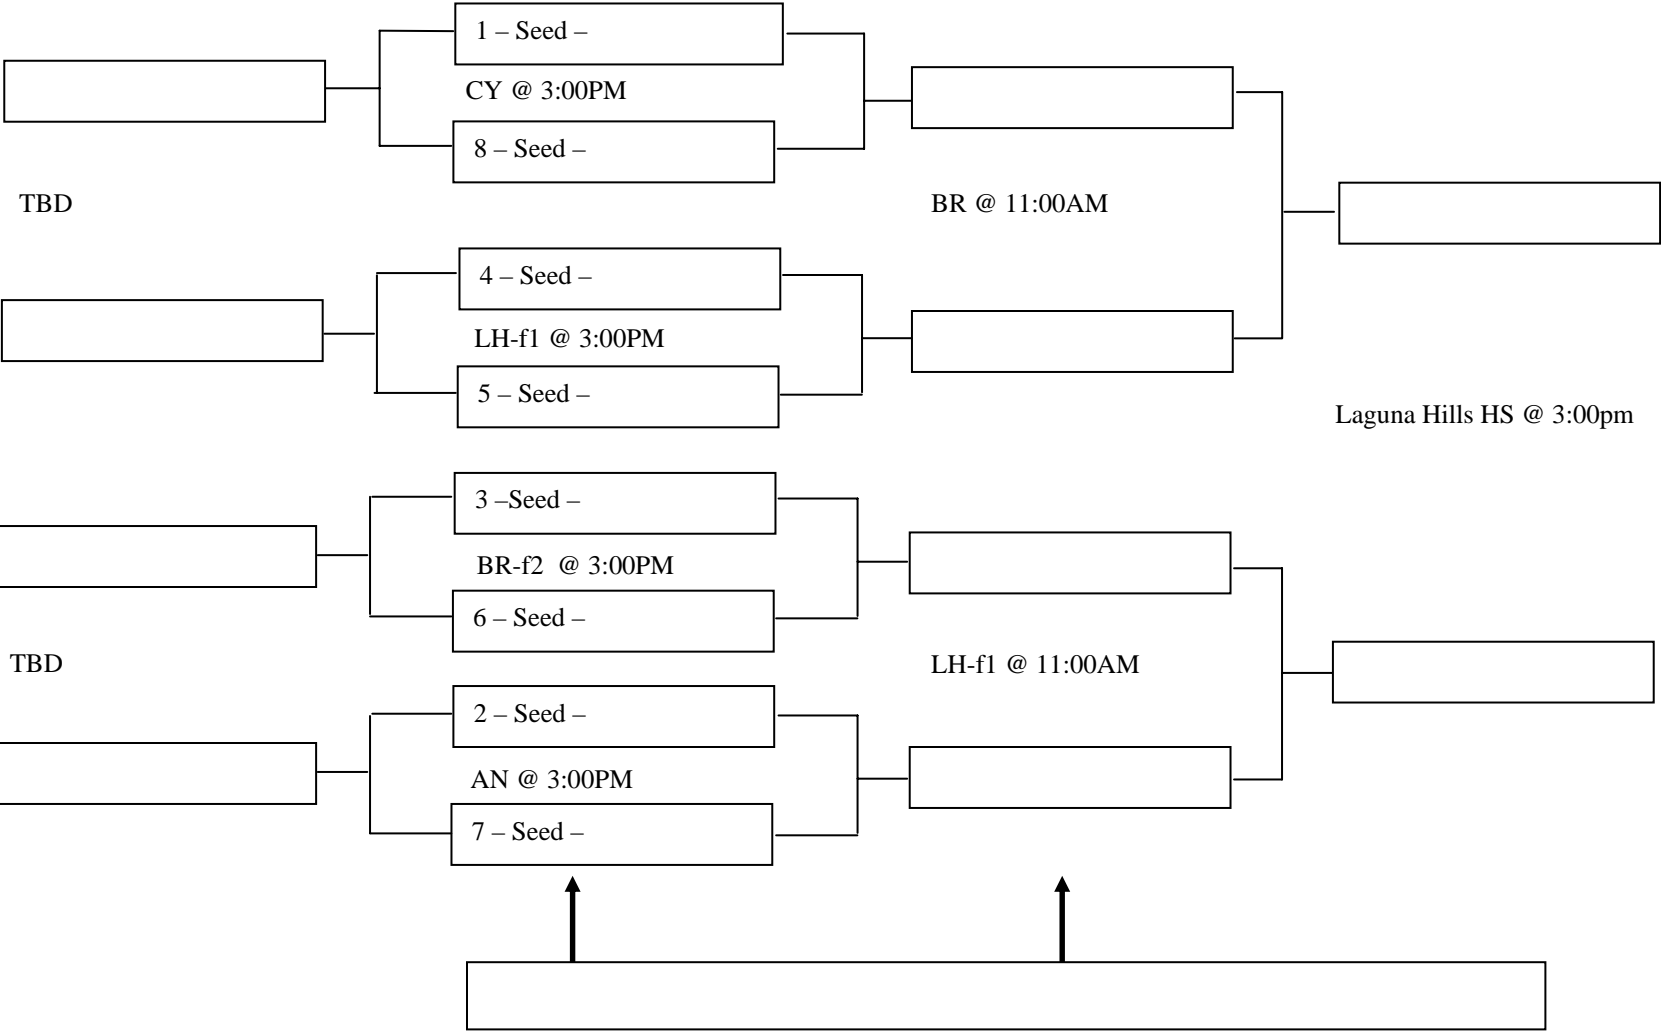 1 – Seed –
CY @ 3:00PM
8 – Seed –
TBD
BR @ 11:00AM
4 – Seed –
LH-f1 @ 3:00PM
5 – Seed –
Laguna Hills HS @ 3:00pm
3 –Seed –
BR-f2 @ 3:00PM
6 – Seed –
TBD
LH-f1 @ 11:00AM
2 – Seed –
AN @ 3:00PM
7 – Seed –